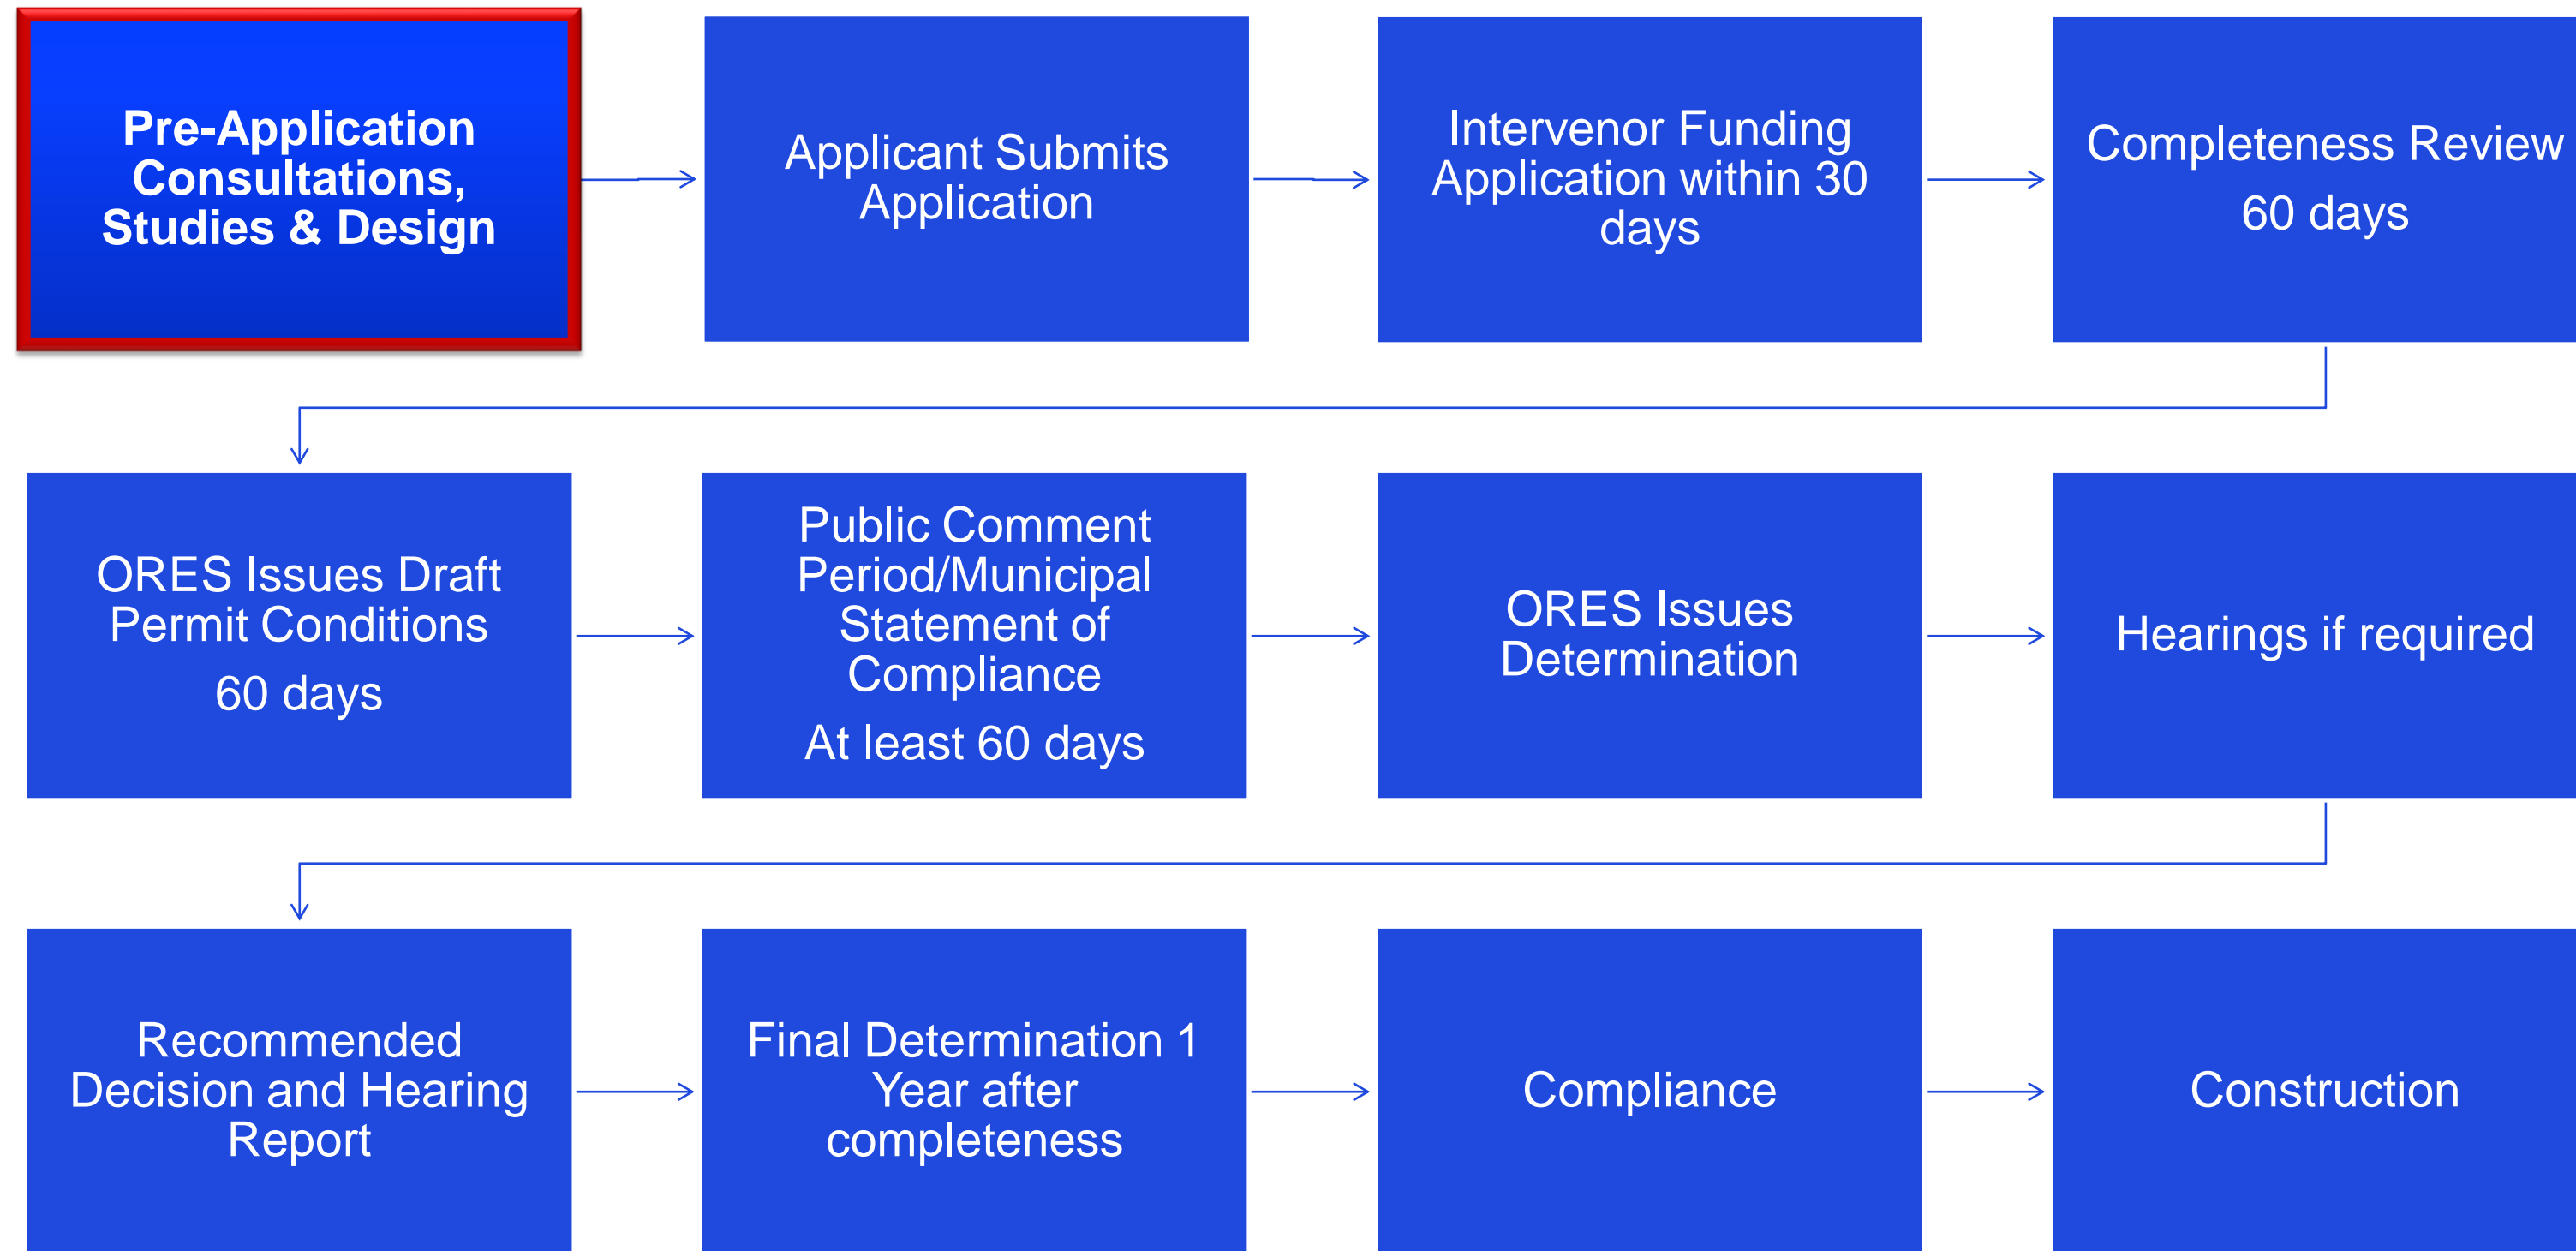 Pre-Application
Consultations,
Studies & Design
Applicant Submits
Application
Intervenor Funding
Application within 30
days
Completeness Review
60 days
ORES Issues Draft
Permit Conditions
60 days
Public Comment
Period/Municipal
Statement of
Compliance
At least 60 days
ORES Issues
Determination
Hearings if required
Recommended
Decision and Hearing
Report
Final Determination 1
Year after
completeness
Compliance
Construction